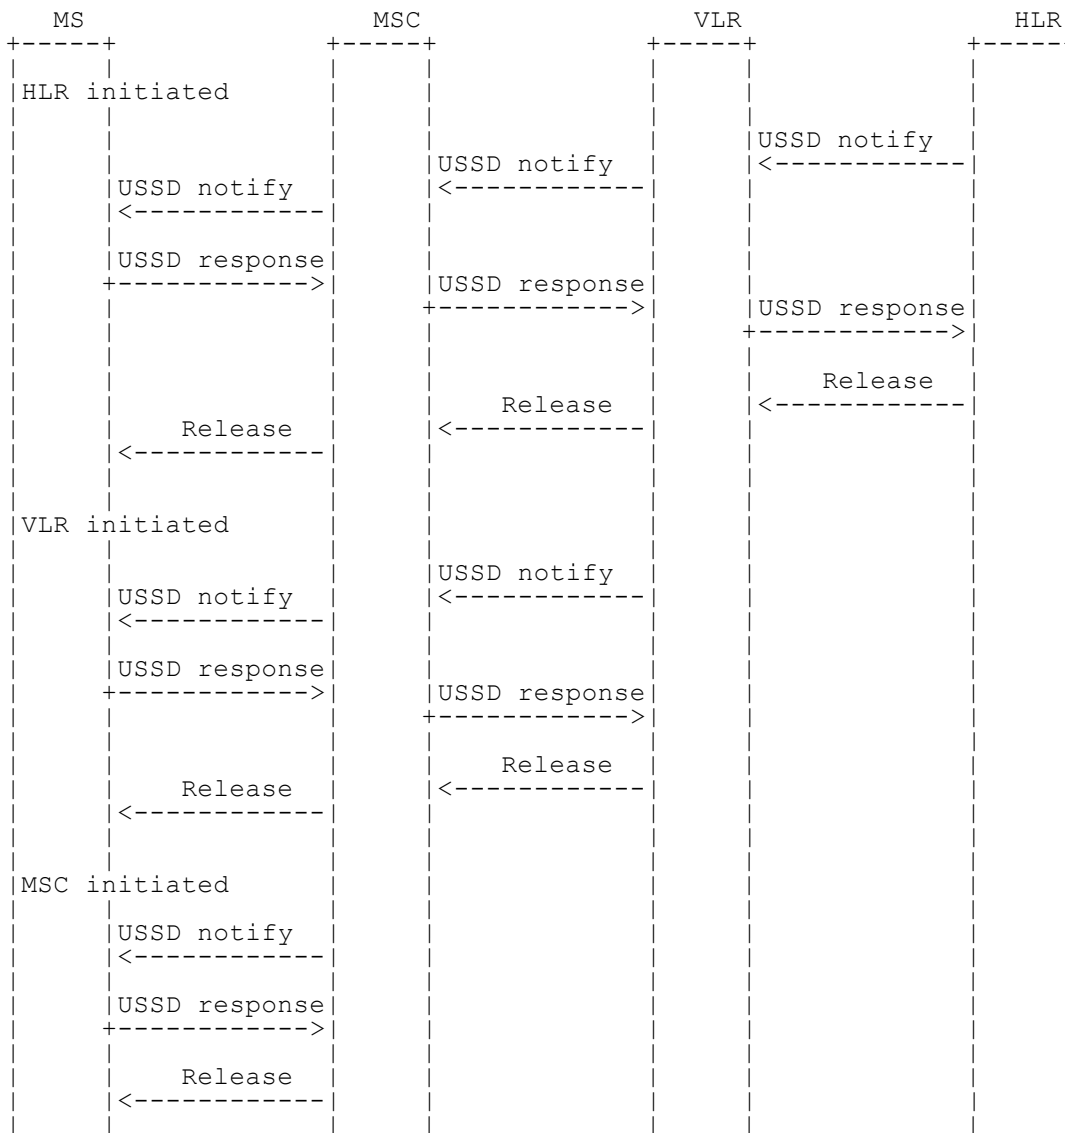 MS MSC VLR HLR
HLR initiated
USSD notify
USSD notify
USSD notify
USSD response
USSD response
USSD response
Release
Release
Release
VLR initiated
USSD notify
USSD notify
USSD response
USSD response
Release
Release
MSC initiated
USSD notify
USSD response
Release